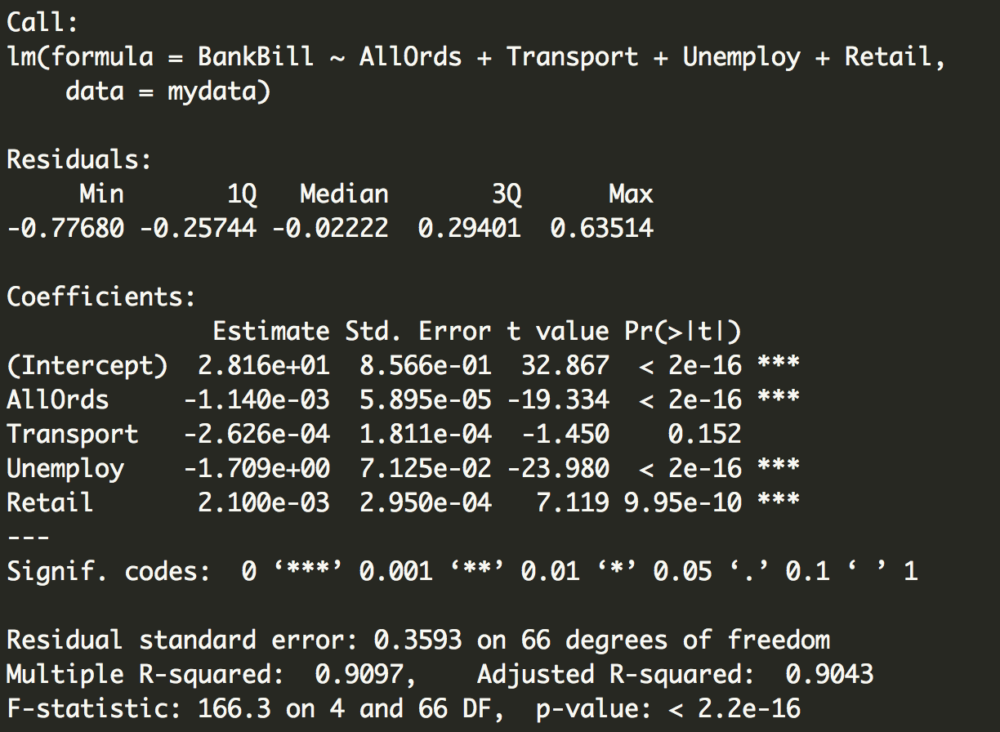 Call:
lm(formula = BankBill ~ AllOrds + Transport + Unemploy + Retail,
    data = mydata)

Residuals:
     Min       1Q   Median       3Q      Max
-0.77680 -0.25744 -0.02222  0.29401  0.63514

Coefficients:
              Estimate Std. Error t value Pr(>|t|)
(Intercept)  2.816e+01  8.566e-01  32.867  < 2e-16 ***
AllOrds     -1.140e-03  5.895e-05 -19.334  < 2e-16 ***
Transport   -2.626e-04  1.811e-04  -1.450    0.152
Unemploy    -1.709e+00  7.125e-02 -23.980  < 2e-16 ***
Retail       2.100e-03  2.950e-04   7.119 9.95e-10 ***
---
Signif. codes:  0 ‘***’ 0.001 ‘**’ 0.01 ‘*’ 0.05 ‘.’ 0.1 ‘ ’ 1

Residual standard error: 0.3593 on 66 degrees of freedom
Multiple R-squared:  0.9097,    Adjusted R-squared:  0.9043
F-statistic: 166.3 on 4 and 66 DF,  p-value: < 2.2e-16